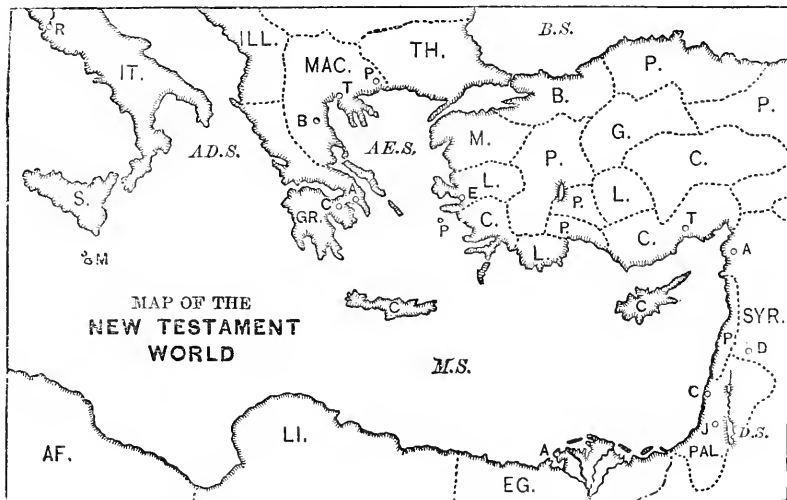 R
IT.
ILL.
MAC.
TH.
B.S.
P.
P
T
B
B.
P.
AD.S.
AE.S.
M.
P.
G.
C.
S.
GR.
C
A
L.
E
P.
L.
C.
P
P.
L.
C.
T
A
M
C
C
MAP OF THE
NEW TESTAMENT
WORLD
M.S.
SYR.
P
D
C
J
D.S.
PAL.
AF.
LI.
A
EG.